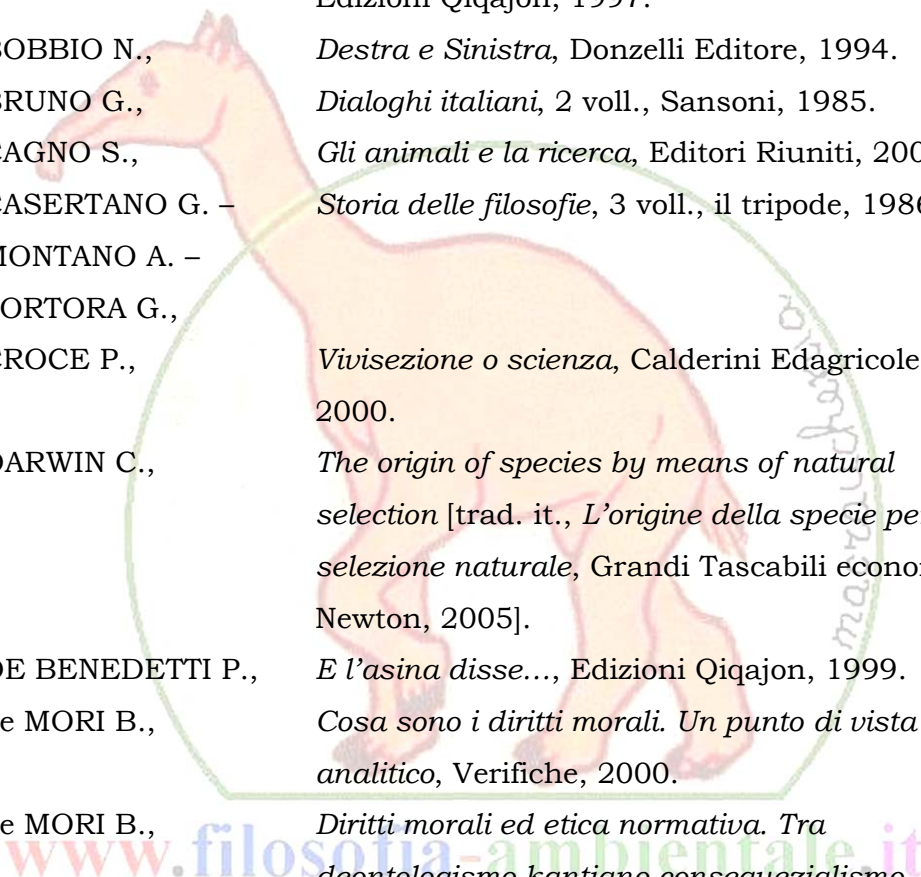 Edizioni Qiqajon, 1997.
BOBBIO N., Destra e Sinistra, Donzelli Editore, 1994.
BRUNO G., Dialoghi italiani, 2 voll., Sansoni, 1985.
CAGNO S., Gli animali e la ricerca, Editori Riuniti, 200
CASERTANO G. – Storia delle filosofie, 3 voll., il tripode, 1986
MONTANO A. –
ORTORA G.,
CROCE P., Vivisezione o scienza, Calderini Edagricole
2000.
DARWIN C., The origin of species by means of natural
selection [trad. it., L'origine della specie pe
selezione naturale, Grandi Tascabili econo
Newton, 2005].
DE BENEDETTI P., E l'asina disse…, Edizioni Qiqajon, 1999.
e MORI B., Cosa sono i diritti morali. Un punto di vista
analitico, Verifiche, 2000.
e MORI B., Diritti morali ed etica normativa. Tra
www.filosofia-ambientale.it
deontologismo kantiano consequezialismo